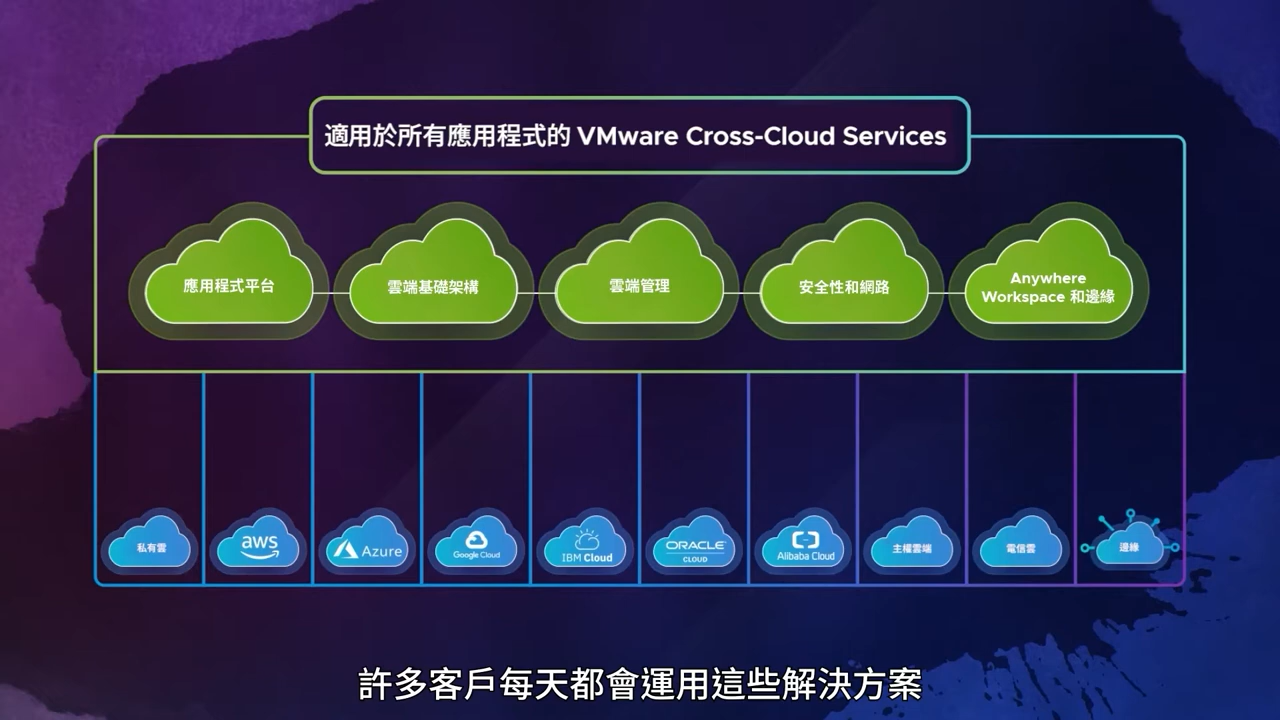 適用於所有應用程式的 VMware Cross-Cloud Services
應用程式平台
雲端基礎架構
雲端管理
安全性和網路
Anywhere
Workspace 和邊緣
私有雲
aws
Azure
Google Cloud
IBM Cloud
ORACLE
CLOUD
Alibaba Cloud
主權雲端
電信雲
邊緣
許多客戶每天都會運用這些解決方案